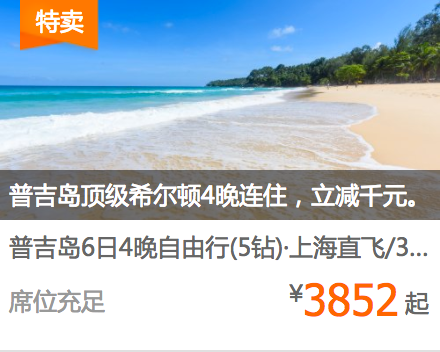 特卖
普吉岛顶级希尔顿4晚连住，立减千元。
普吉岛6日4晚自由行(5钻)·上海直飞/3...
席位充足
¥3852起